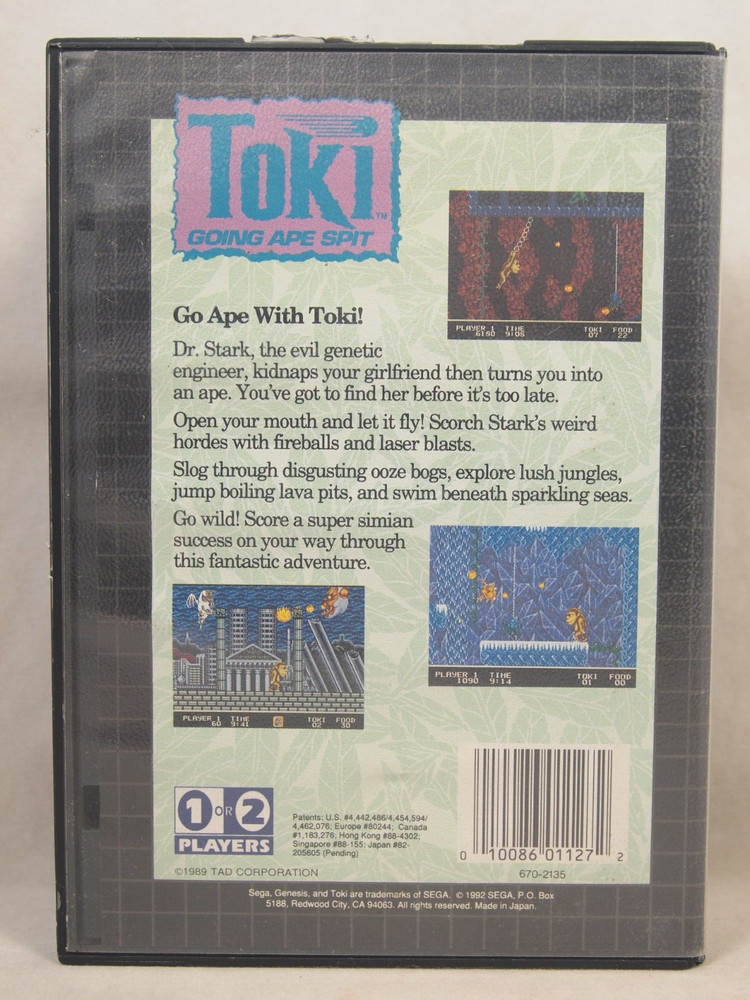 TOKI™
GOING APE SPIT
Go Ape With Toki!
Dr. Stark, the evil genetic
engineer, kidnaps your girlfriend then turns you into
an ape. You've got to find her before it's too late.
Open your mouth and let it fly! Scorch Stark's weird
hordes with fireballs and laser blasts.
Slog through disgusting ooze bogs, explore lush jungles,
jump boiling lava pits, and swim beneath sparkling seas.
Go wild! Score a super simian
success on your way through
this fantastic adventure.
PLAYER 1 TIME TOKI FOOD
6180 9:08 07 22
PLAYER 1 TIME TOKI FOOD
1090 9:14 01 00
PLAYER 1 TIME TOKI FOOD
60 9:41 02 30
1 OR 2
PLAYERS
Patents: U.S. #4,442,486/4,454,594/
4,462,076; Europe #80244; Canada
#1,183,276; Hong Kong #88-4302;
Singapore #88-155; Japan #82-
205605 (Pending)
0 10086 01127 2
©1989 TAD CORPORATION
670-2135
Sega, Genesis, and Toki are trademarks of SEGA. © 1992 SEGA, P.O. Box
5188, Redwood City, CA 94063. All rights reserved. Made in Japan.